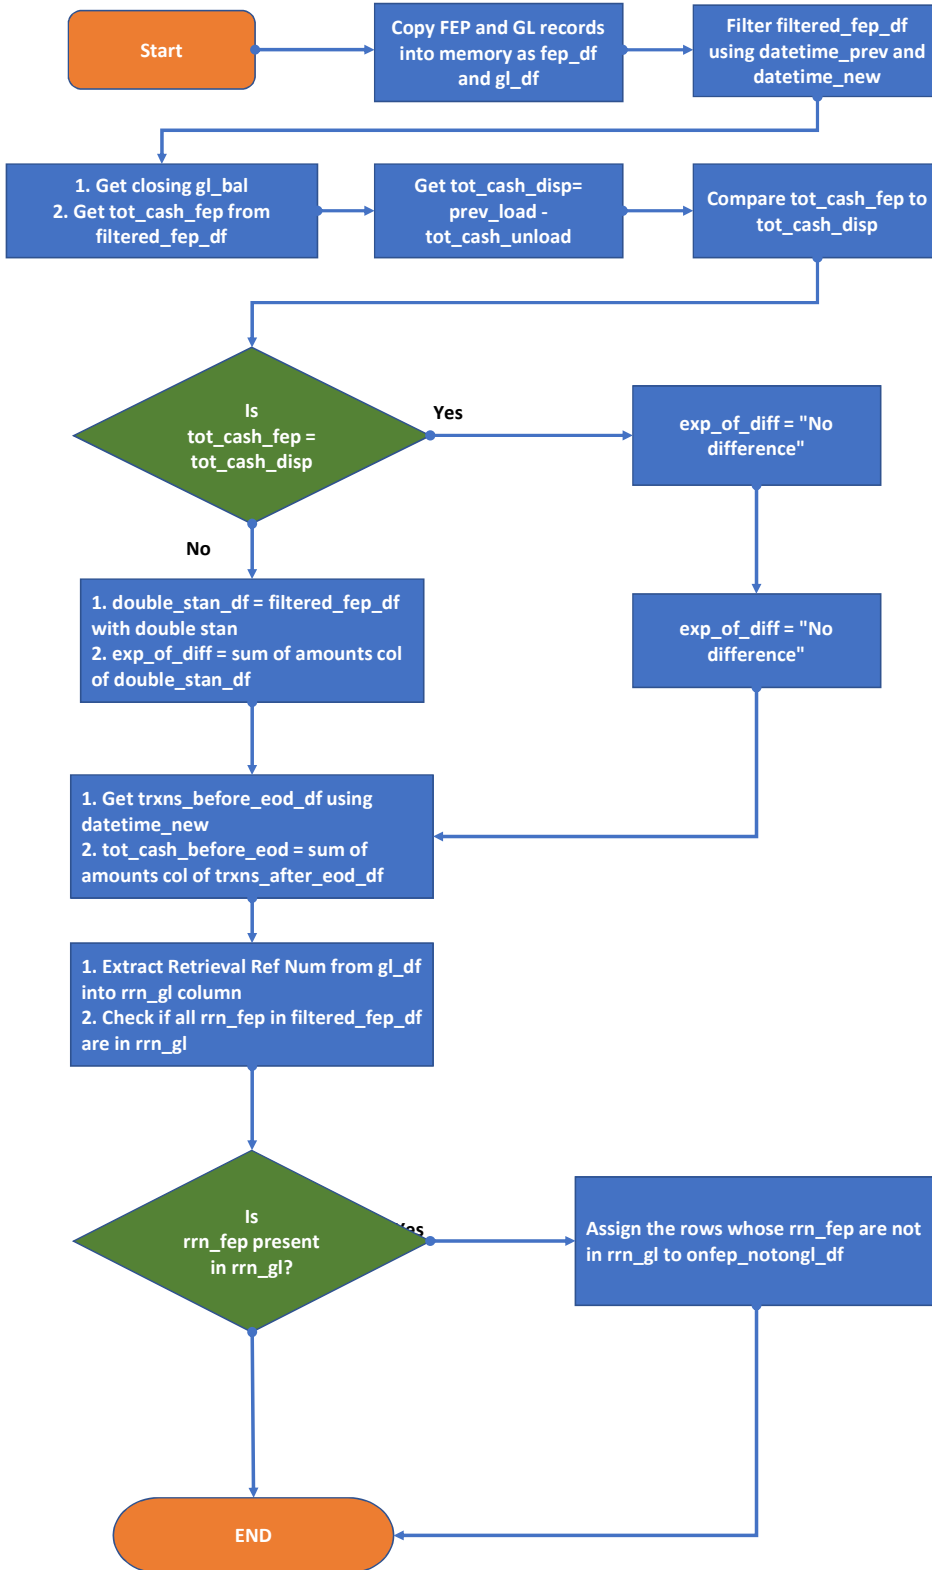 Start
Copy FEP and GL records
into memory as fep_df
and gl_df
Filter filtered_fep_df
using datetime_prev and
datetime_new
1. Get closing gl_bal
2. Get tot_cash_fep from
filtered_fep_df
Get tot_cash_disp=
prev_load -
tot_cash_unload
Compare tot_cash_fep to
tot_cash_disp
Is
tot_cash_fep =
tot_cash_disp
Yes
exp_of_diff = "No
difference"
No
1. double_stan_df = filtered_fep_df
with double stan
2. exp_of_diff = sum of amounts col
of double_stan_df
exp_of_diff = "No
difference"
1. Get trxns_before_eod_df using
datetime_new
2. tot_cash_before_eod = sum of
amounts col of trxns_after_eod_df
1. Extract Retrieval Ref Num from gl_df
into rrn_gl column
2. Check if all rrn_fep in filtered_fep_df
are in rrn_gl
Is
rrn_fep present
in rrn_gl?
Yes
Assign the rows whose rrn_fep are not
in rrn_gl to onfep_notongl_df
END